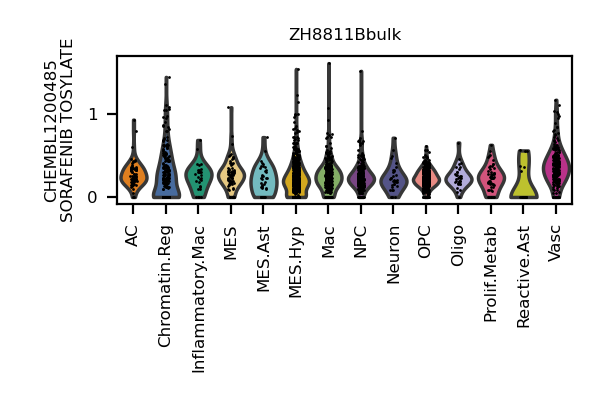 ZH8811Bbulk
CHEMBL1200485
SORAFENIB TOSYLATE
1
0
AC
Chromatin.Reg
Inflammatory.Mac
MES
MES.Ast
MES.Hyp
Mac
NPC
Neuron
OPC
Oligo
Prolif.Metab
Reactive.Ast
Vasc